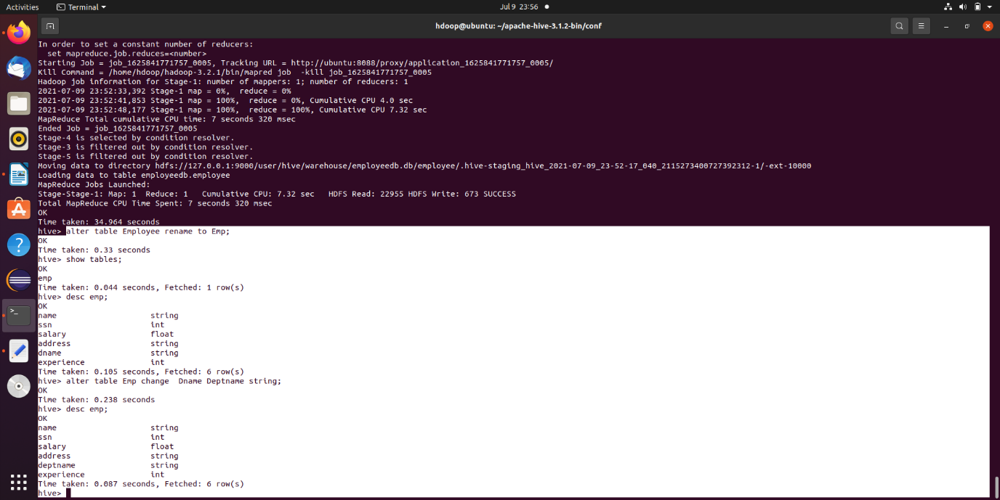 Activities
Terminal
Jul 9 23:56
hdoop@ubuntu: ~/apache-hive-3.1.2-bin/conf
In order to set a constant number of reducers:
  set mapreduce.job.reduces=<number>
Starting Job = job_1625841771757_0005, Tracking URL = http://ubuntu:8088/proxy/application_1625841771757_0005/
Kill Command = /home/hdoop/hadoop-3.2.1/bin/mapred job  -kill job_1625841771757_0005
Hadoop job information for Stage-1: number of mappers: 1; number of reducers: 1
2021-07-09 23:52:33,392 Stage-1 map = 0%,  reduce = 0%
2021-07-09 23:52:41,853 Stage-1 map = 100%,  reduce = 0%, Cumulative CPU 4.0 sec
2021-07-09 23:52:48,177 Stage-1 map = 100%,  reduce = 100%, Cumulative CPU 7.32 sec
MapReduce Total cumulative CPU time: 7 seconds 320 msec
Ended Job = job_1625841771757_0005
Stage-4 is selected by condition resolver.
Stage-3 is filtered out by condition resolver.
Stage-5 is filtered out by condition resolver.
Moving data to directory hdfs://127.0.0.1:9000/user/hive/warehouse/employeedb.db/employee/.hive-staging_hive_2021-07-09_23-52-17_040_2115273400727392312-1/-ext-10000
Loading data to table employeedb.employee
MapReduce Jobs Launched:
Stage-Stage-1: Map: 1  Reduce: 1   Cumulative CPU: 7.32 sec   HDFS Read: 22955 HDFS Write: 673 SUCCESS
Total MapReduce CPU Time Spent: 7 seconds 320 msec
OK
Time taken: 34.964 seconds
hive> alter table Employee rename to Emp;
OK
Time taken: 0.33 seconds
hive> show tables;
OK
emp
Time taken: 0.044 seconds, Fetched: 1 row(s)
hive> desc emp;
OK
name                    string
ssn                     int
salary                  float
address                 string
dname                   string
experience              int
Time taken: 0.105 seconds, Fetched: 6 row(s)
hive> alter table Emp change  Dname Deptname string;
OK
Time taken: 0.238 seconds
hive> desc emp;
OK
name                    string
ssn                     int
salary                  float
address                 string
deptname                string
experience              int
Time taken: 0.087 seconds, Fetched: 6 row(s)
hive>